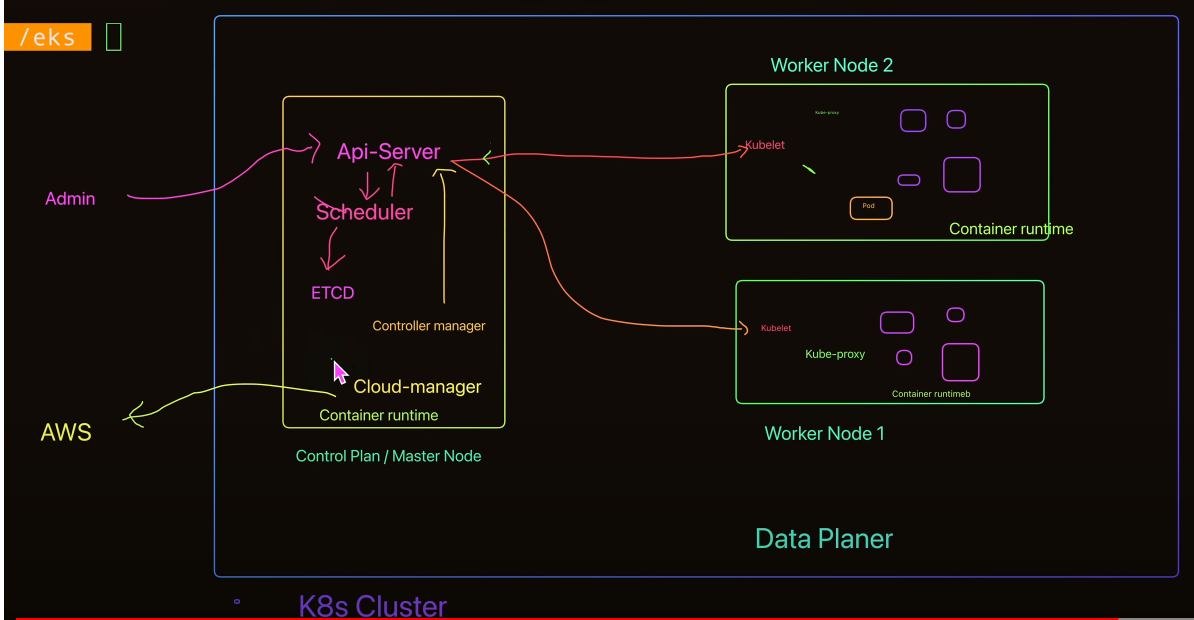 /eks
Admin
AWS
Api-Server
Scheduler
ETCD
Controller manager
Cloud-manager
Container runtime
Control Plan / Master Node
Worker Node 2
Kube-proxy
Kubelet
Pod
Container runtime
Kubelet
Kube-proxy
Container runtimeb
Worker Node 1
Data Planer
K8s Cluster